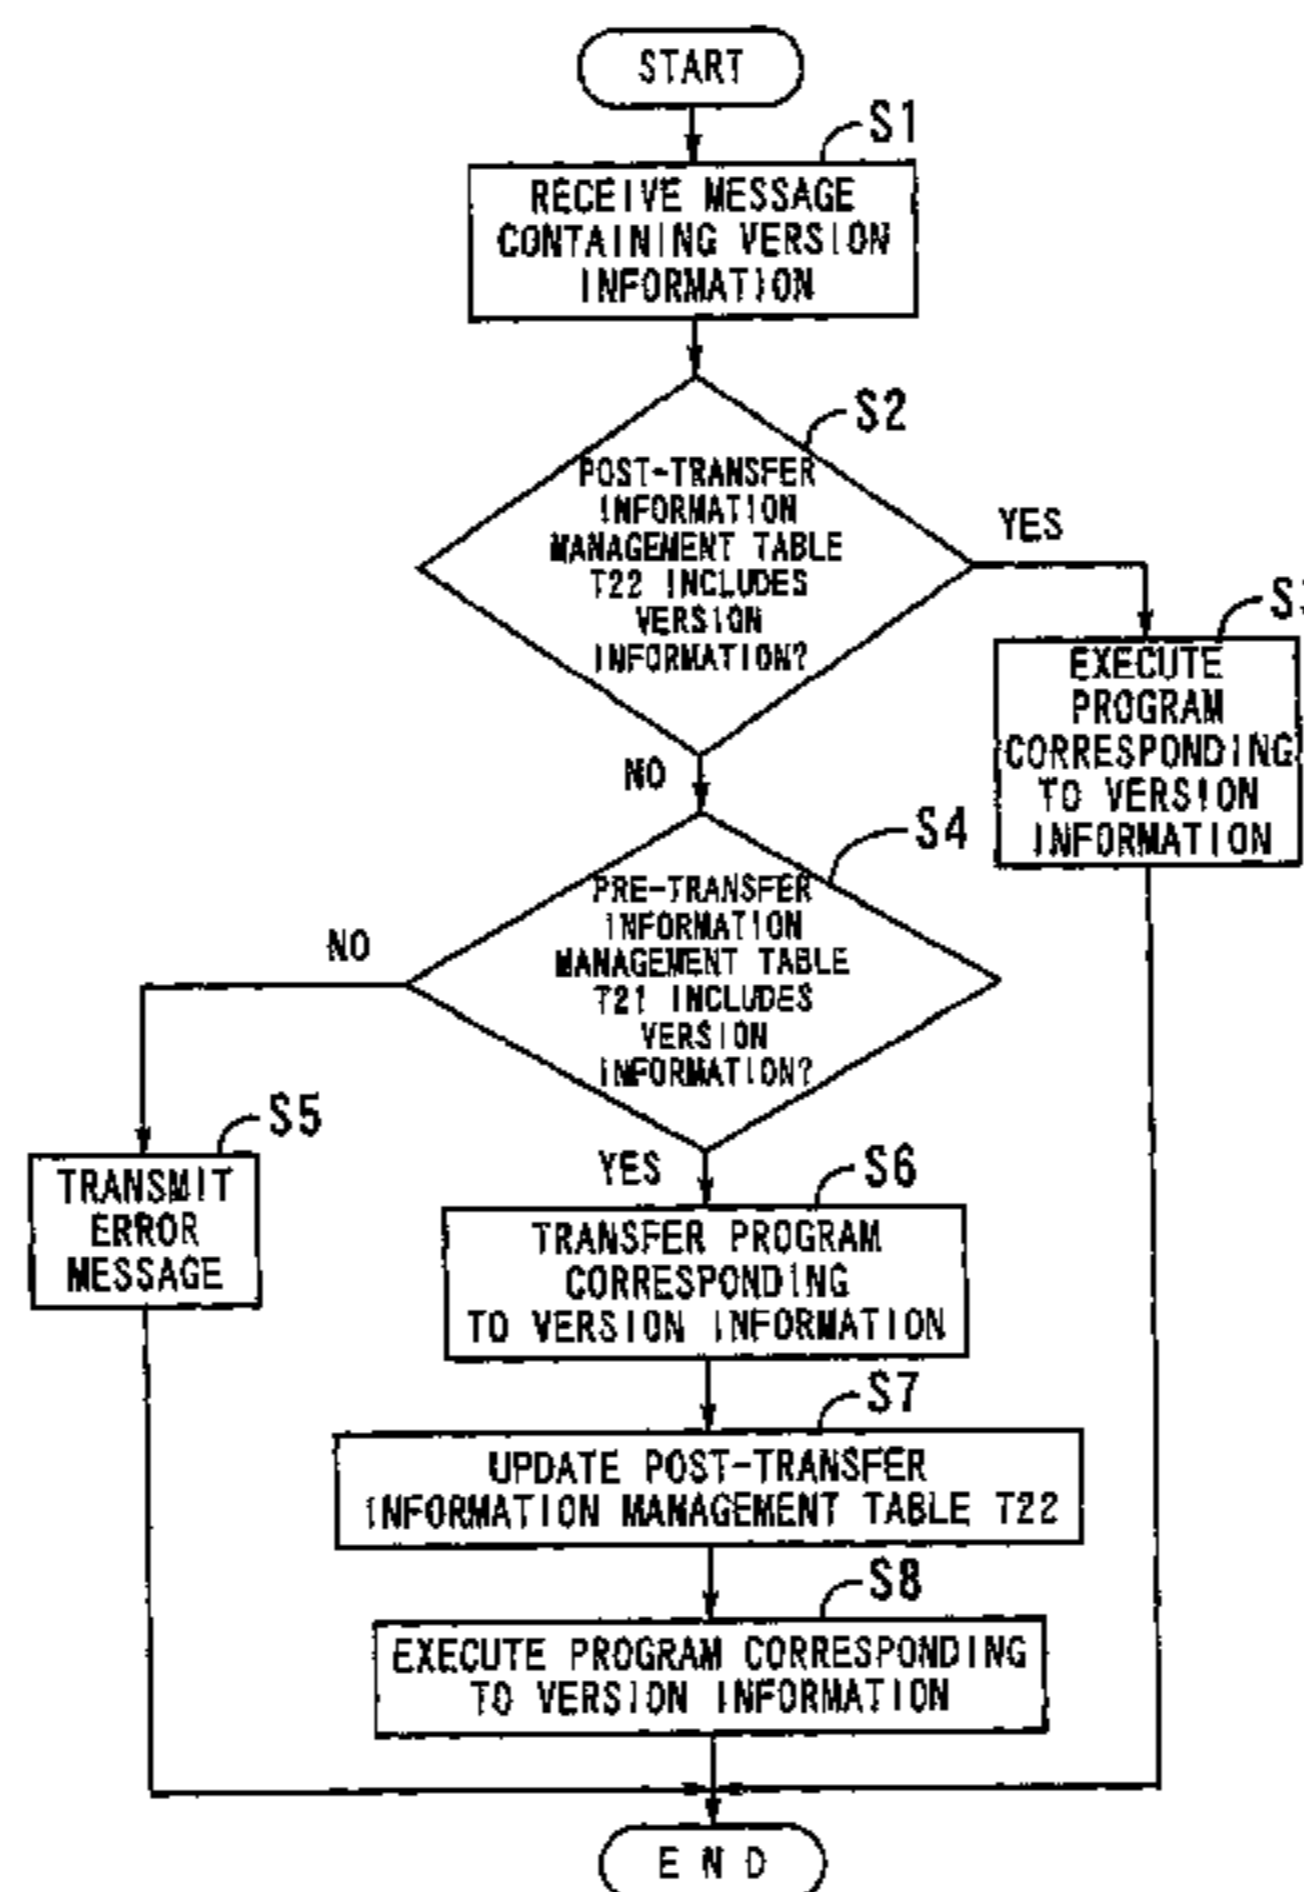 START
S1
RECEIVE MESSAGE
CONTAINING VERSION
INFORMATION
S2
POST-TRANSFER
INFORMATION
MANAGEMENT TABLE
T22 INCLUDES
VERSION
INFORMATION?
YES
EXECUTE
PROGRAM
CORRESPONDING
TO VERSION
INFORMATION
NO
S4
PRE-TRANSFER
INFORMATION
MANAGEMENT TABLE
T21 INCLUDES
VERSION
INFORMATION?
NO
S5
TRANSMIT
ERROR
MESSAGE
YES
S6
TRANSFER PROGRAM
CORRESPONDING
TO VERSION INFORMATION
S7
UPDATE POST-TRANSFER
INFORMATION MANAGEMENT TABLE T22
S8
EXECUTE PROGRAM CORRESPONDING
TO VERSION INFORMATION
END